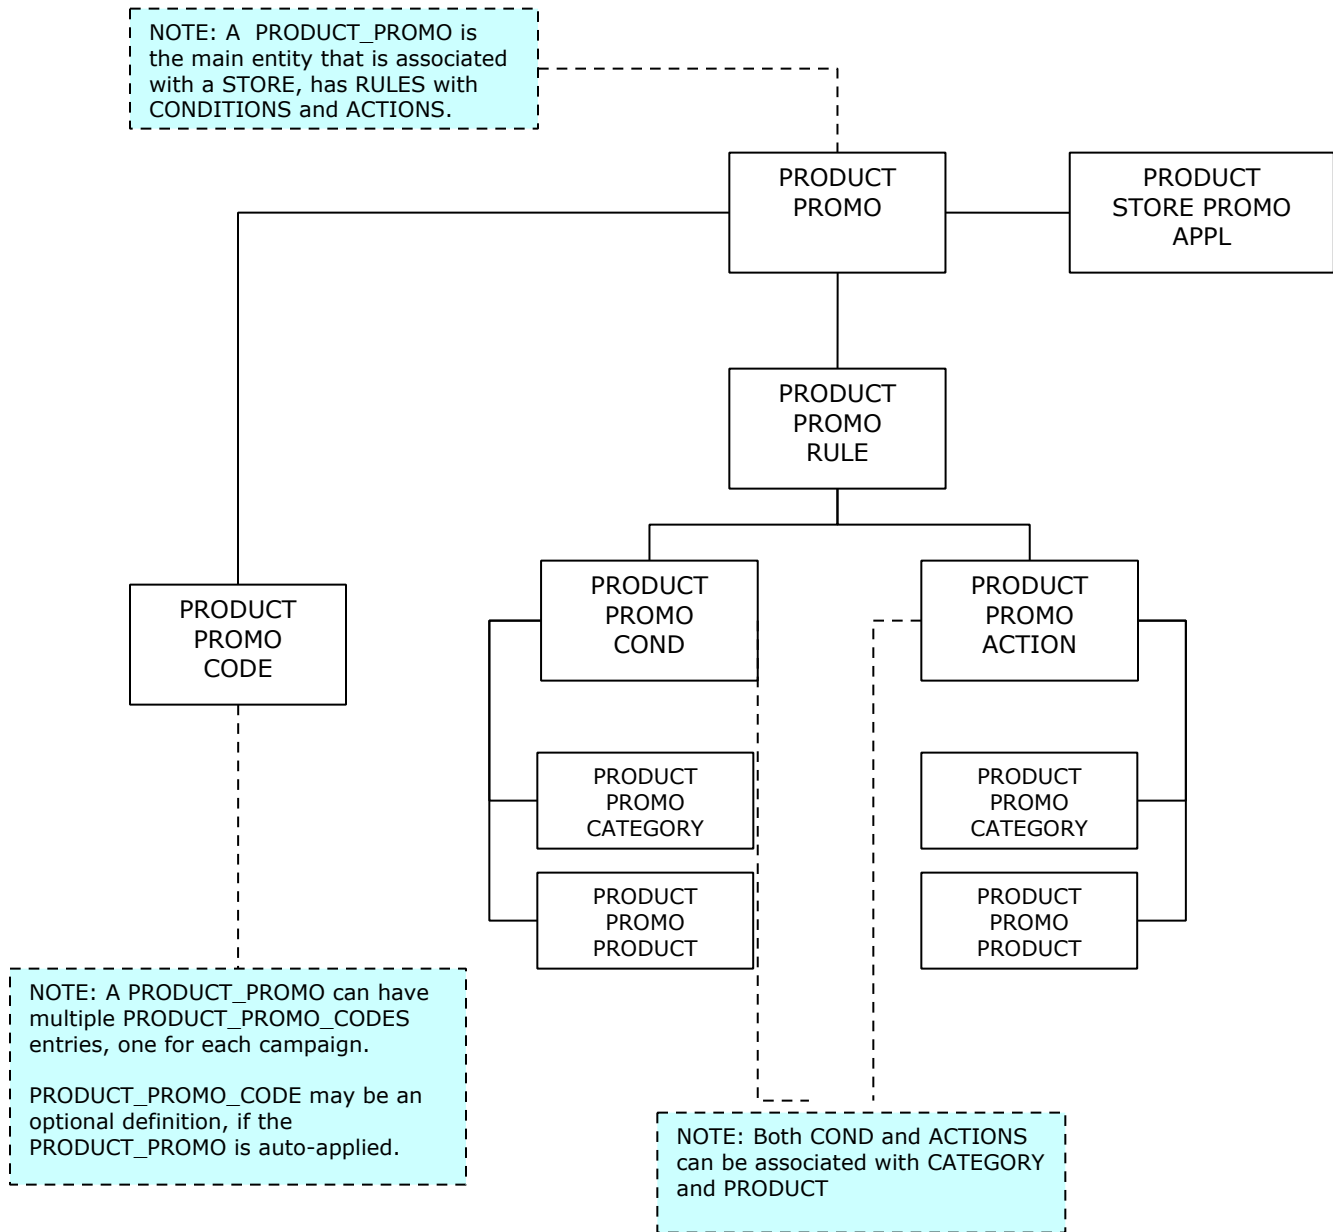 NOTE: A  PRODUCT_PROMO is
the main entity that is associated
with a STORE, has RULES with
CONDITIONS and ACTIONS.
PRODUCT
PROMO
PRODUCT
STORE PROMO
APPL
PRODUCT
PROMO
RULE
PRODUCT
PROMO
CODE
PRODUCT
PROMO
COND
PRODUCT
PROMO
ACTION
PRODUCT
PROMO
CATEGORY
PRODUCT
PROMO
CATEGORY
PRODUCT
PROMO
PRODUCT
PRODUCT
PROMO
PRODUCT
NOTE: A PRODUCT_PROMO can have
multiple PRODUCT_PROMO_CODES
entries, one for each campaign.
PRODUCT_PROMO_CODE may be an
optional definition, if the
PRODUCT_PROMO is auto-applied.
NOTE: Both COND and ACTIONS
can be associated with CATEGORY
and PRODUCT